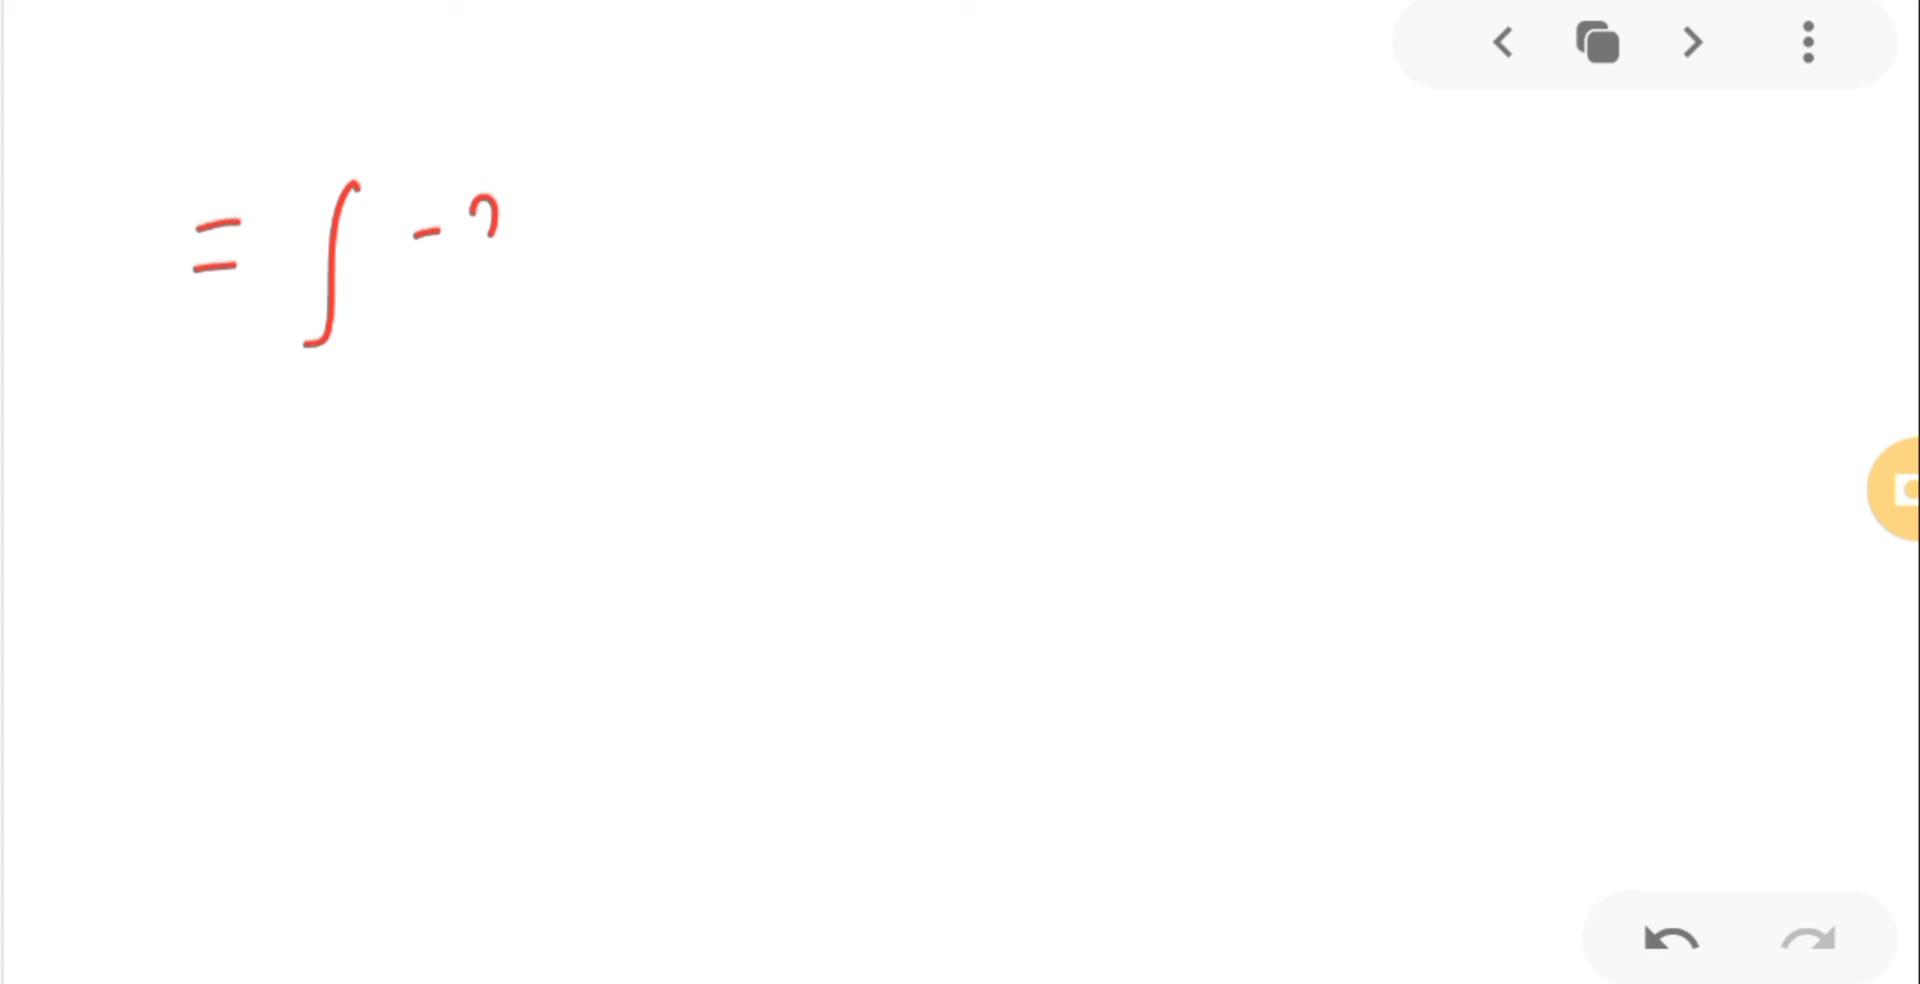 = ∫ -